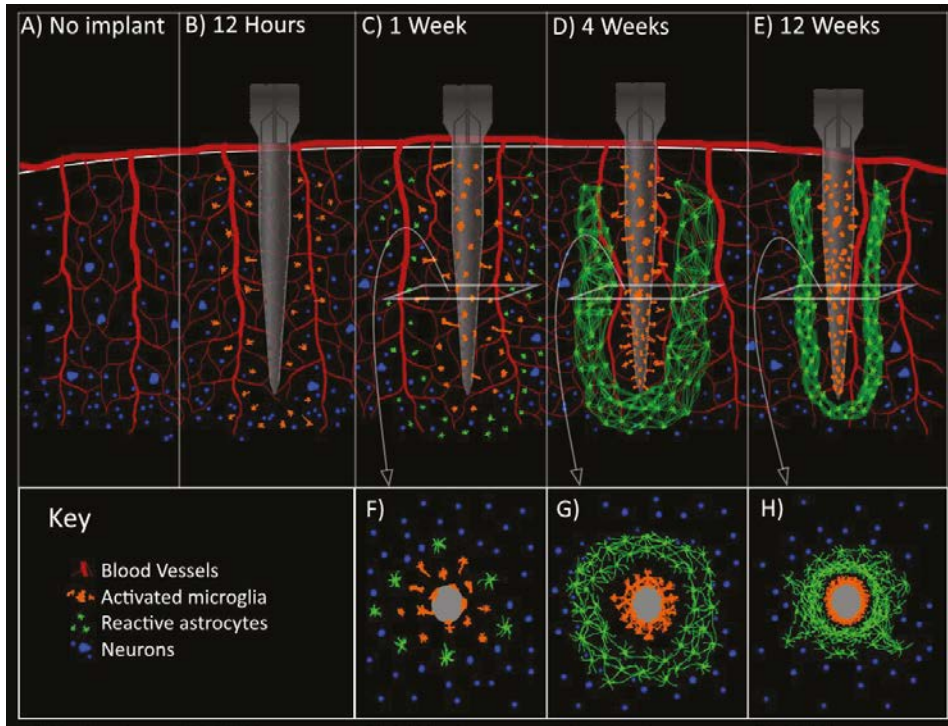 A) No implant
B) 12 Hours
C) 1 Week
D) 4 Weeks
E) 12 Weeks
Key
Blood Vessels
Activated microglia
Reactive astrocytes
Neurons
F)
G)
H)